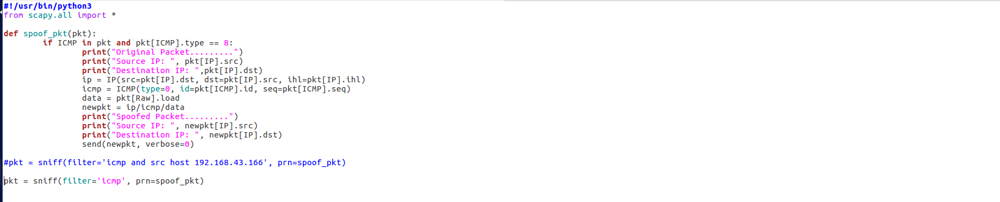 #!/usr/bin/python3
from scapy.all import *
def spoof_pkt(pkt):
if ICMP in pkt and pkt[ICMP].type == 8:
print("Original Packet.........")
print("Source IP: ", pkt[IP].src)
print("Destination IP: ",pkt[IP].dst)
ip = IP(src=pkt[IP].dst, dst=pkt[IP].src, ihl=pkt[IP].ihl)
icmp = ICMP(type=0, id=pkt[ICMP].id, seq=pkt[ICMP].seq)
data = pkt[Raw].load
newpkt = ip/icmp/data
print("Spoofed Packet.........")
print("Source IP: ", newpkt[IP].src)
print("Destination IP: ", newpkt[IP].dst)
send(newpkt, verbose=0)
#pkt = sniff(filter='icmp and src host 192.168.43.166', prn=spoof_pkt)
pkt = sniff(filter='icmp', prn=spoof_pkt)